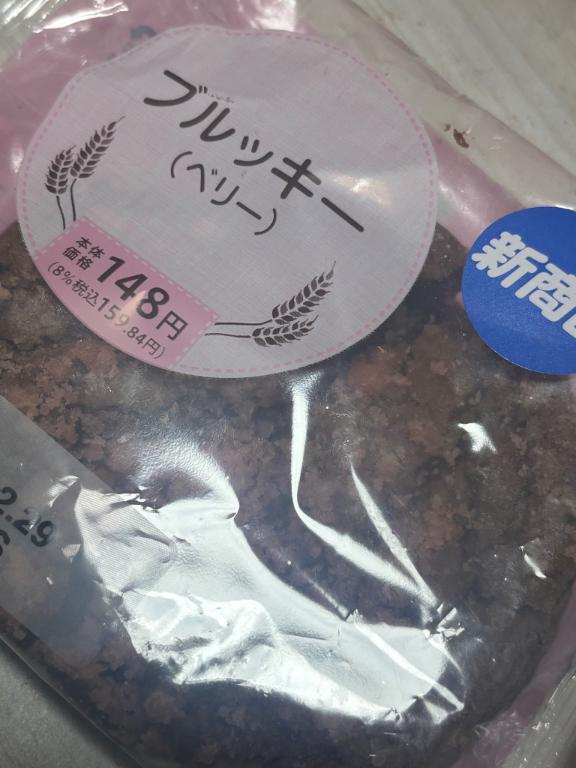 ブルッキー
(ベリー)
本体
価格
148円
(8%税込159.84円)
新商
2.29